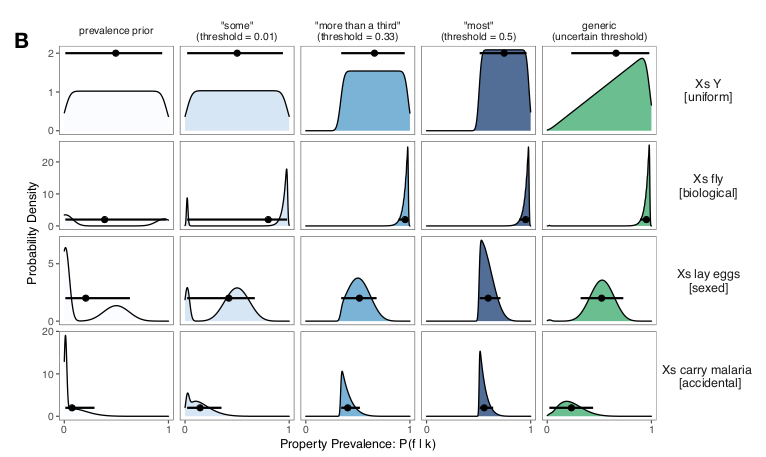 B
prevalence prior
"some"
(threshold = 0.01)
"more than a third"
(threshold = 0.33)
"most"
(threshold = 0.5)
generic
(uncertain threshold)
2
1
0
Xs Y
[uniform]
20
10
0
Xs fly
[biological]
Probability Density
5
0
Xs lay eggs
[sexed]
20
10
0
Xs carry malaria
[accidental]
0 1 0 1 0 1 0 1 0 1
Property Prevalence: P(f l k)